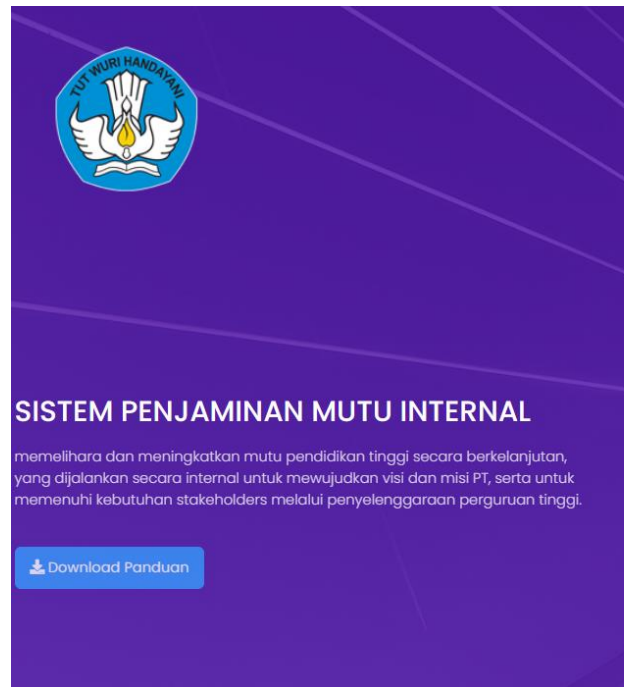 TUT WURI HANDAYANI
SISTEM PENJAMINAN MUTU INTERNAL
memelihara dan meningkatkan mutu pendidikan tinggi secara berkelanjutan,
yang dijalankan secara internal untuk mewujudkan visi dan misi PT, serta untuk
memenuhi kebutuhan stakeholders melalui penyelenggaraan perguruan tinggi.
Download Panduan